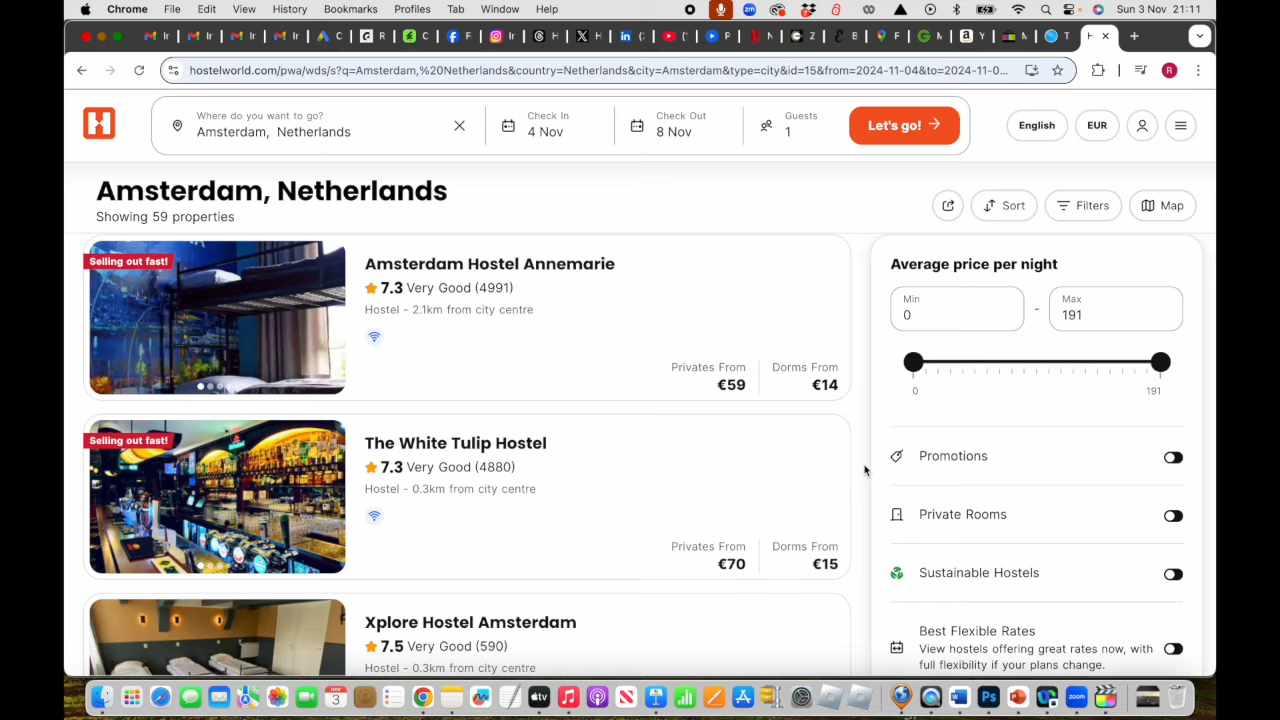 Chrome File Edit View History Bookmarks Profiles Tab Window Help Sun 3 Nov 21:11
hostelworld.com/pwa/wds/s?q=Amsterdam,%20Netherlands&country=Netherlands&city=Amsterdam&type=city&id=15&from=2024-11-04&to=2024-11-0...
Where do you want to go?
Amsterdam, Netherlands
Check In
4 Nov
Check Out
8 Nov
Guests
1
Let's go!
English
EUR
Amsterdam, Netherlands
Showing 59 properties
Sort
Filters
Map
Selling out fast!
Amsterdam Hostel Annemarie
7.3 Very Good (4991)
Hostel - 2.1km from city centre
Privates From
€59
Dorms From
€14
Selling out fast!
The White Tulip Hostel
7.3 Very Good (4880)
Hostel - 0.3km from city centre
Privates From
€70
Dorms From
€15
Xplore Hostel Amsterdam
7.5 Very Good (590)
Hostel - 0.3km from city centre
Average price per night
Min
0
-
Max
191
0
191
Promotions
Private Rooms
Sustainable Hostels
Best Flexible Rates
View hostels offering great rates now, with
full flexibility if your plans change.